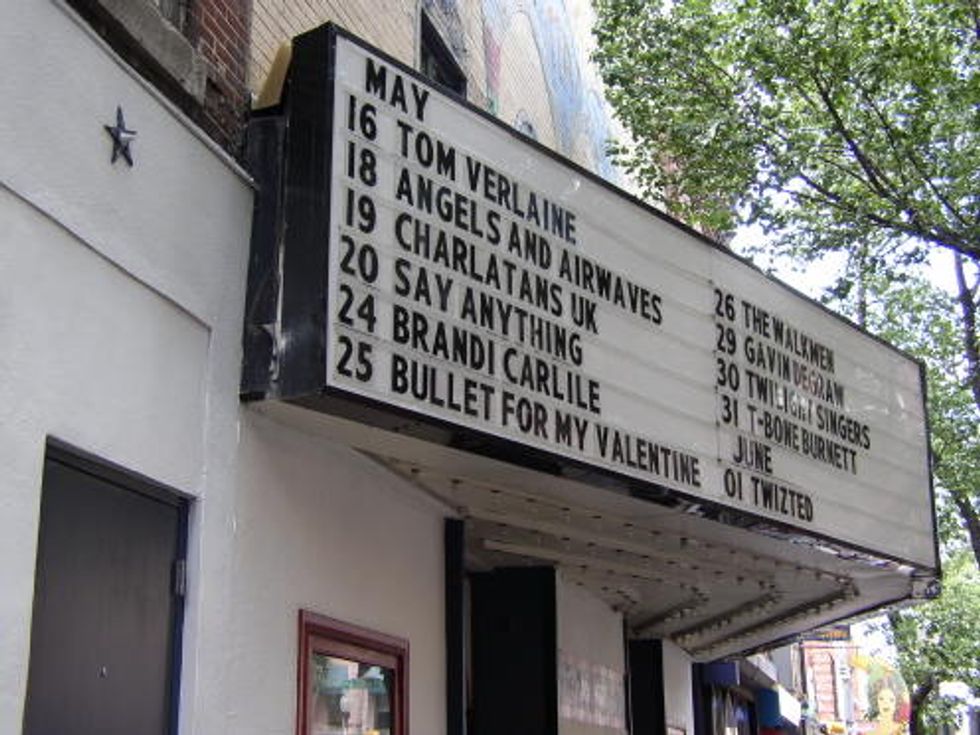 MAY
16 TOM VERLAINE
18 ANGELS AND AIRWAVES
19 CHARLATANS UK
20 SAY ANYTHING
24 BRANDI CARLILE
25 BULLET FOR MY VALENTINE
26 THE WALKMEN
29 GAVIN DEGRAW
30 TWILIGHT SINGERS
31 T-BONE BURNETT
JUNE
01 TWIZTED